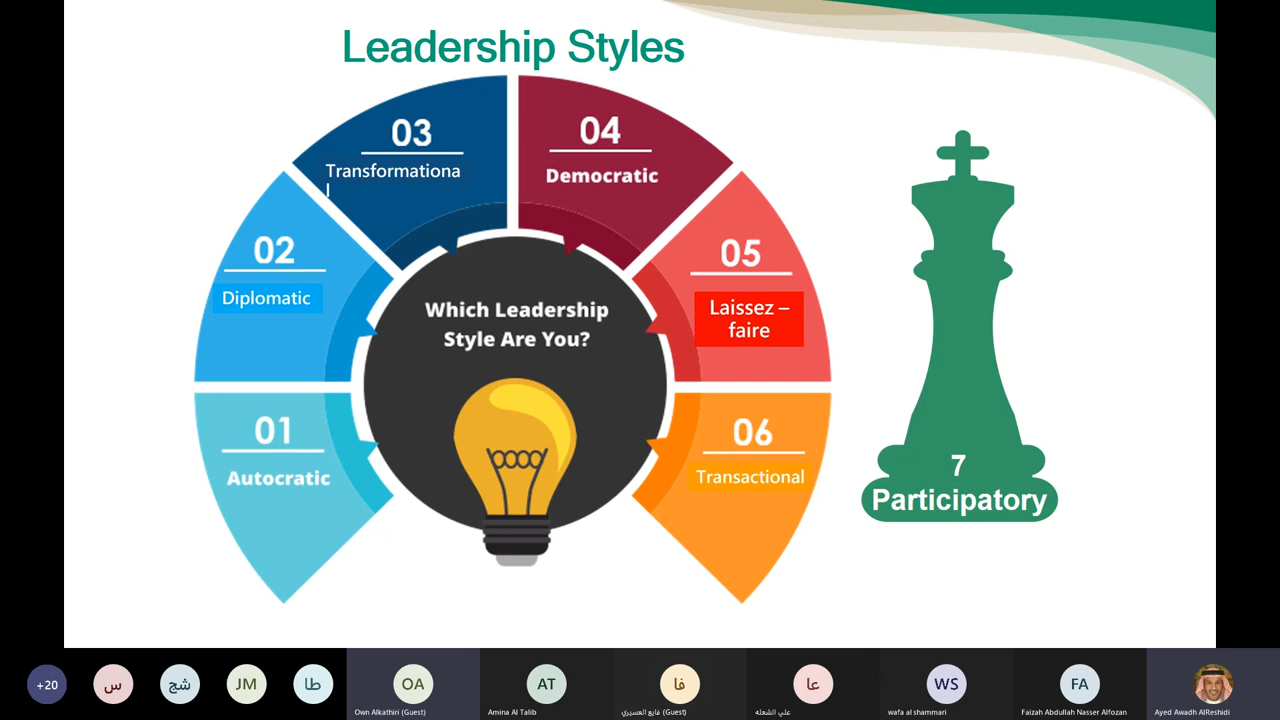 Leadership Styles
03
Transformationa
l
04
Democratic
02
Diplomatic
05
Laissez –
faire
Which Leadership
Style Are You?
01
Autocratic
06
Transactional
7
Participatory
+20
س
شج
JM
طا
OA
AT
فا
عا
WS
FA
Own Alkathiri (Guest)
Amina Al Talib
فايع العسيري (Guest)
علي الشعله
wafa al shammari
Faizah Abdullah Nasser Alfozan
Ayed Awadh AlReshidi